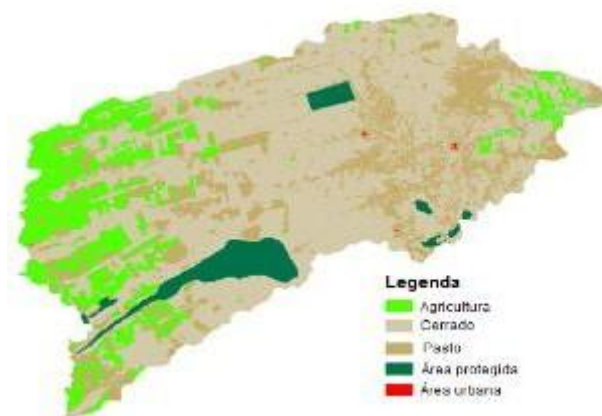 Legenda
Agricultura
Cerrado
Pasto
Área protegida
Área urbana